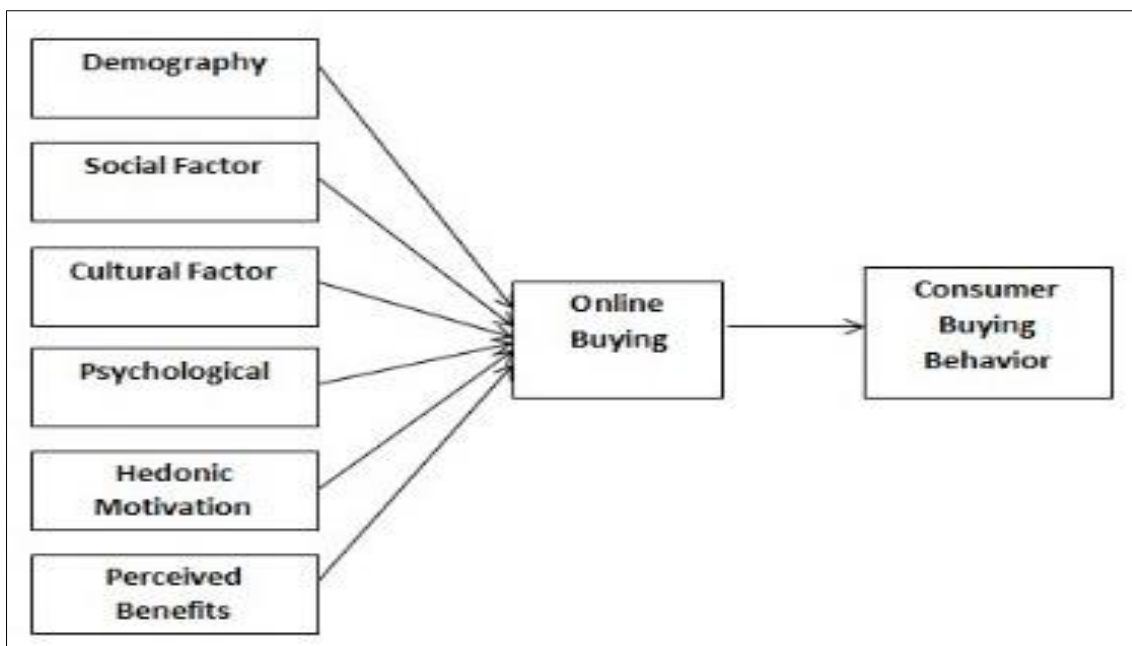 Demography
Social Factor
Cultural Factor
Psychological
Hedonic
Motivation
Perceived
Benefits
Online
Buying
Consumer
Buying
Behavior